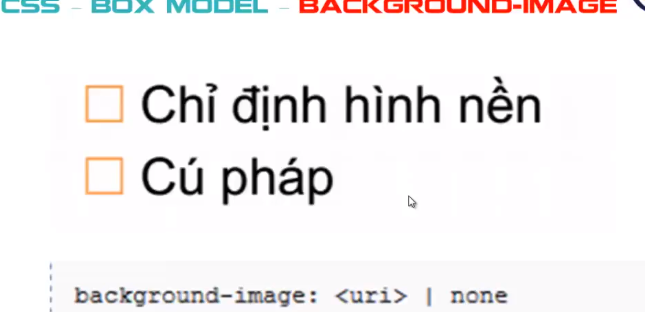 CSS - BOX MODEL - BACKGROUND-IMAGE
Chỉ định hình nền
Cú pháp
background-image: <uri> | none